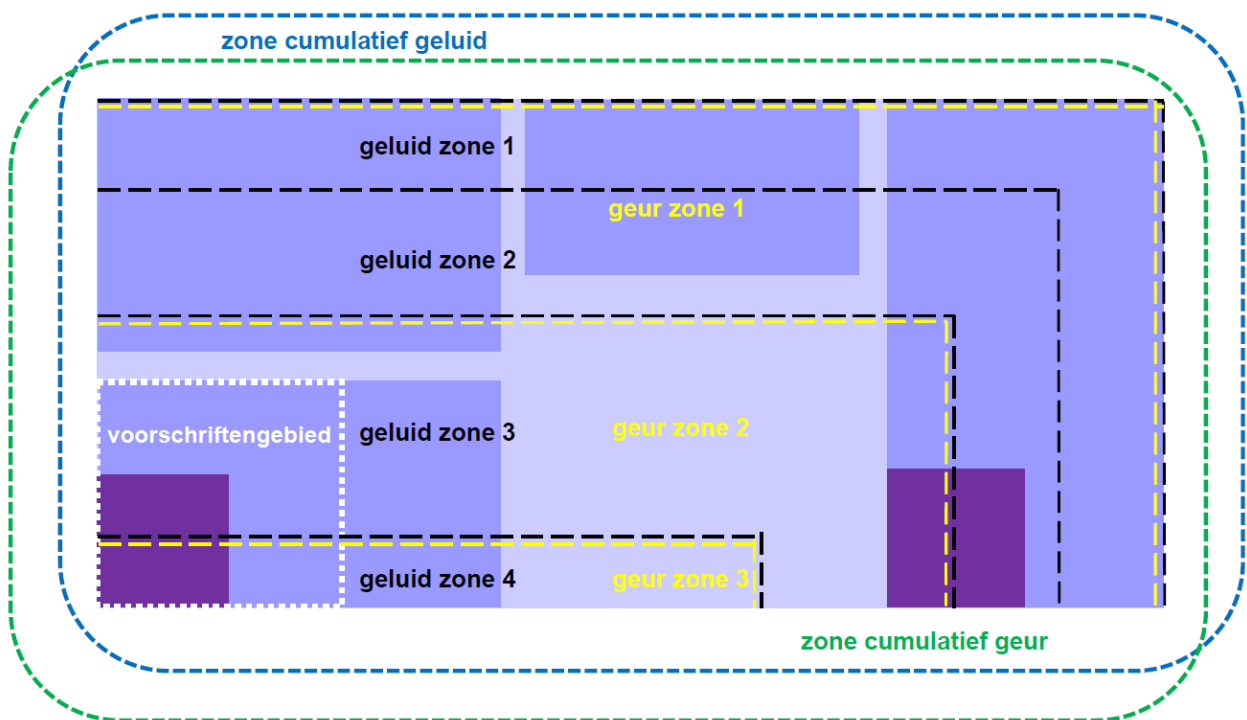 zone cumulatief geluid
geluid zone 1
geur zone 1
geluid zone 2
geur zone 2
voorschriftengebied
geluid zone 3
geluid zone 4
geur zone 3
zone cumulatief geur